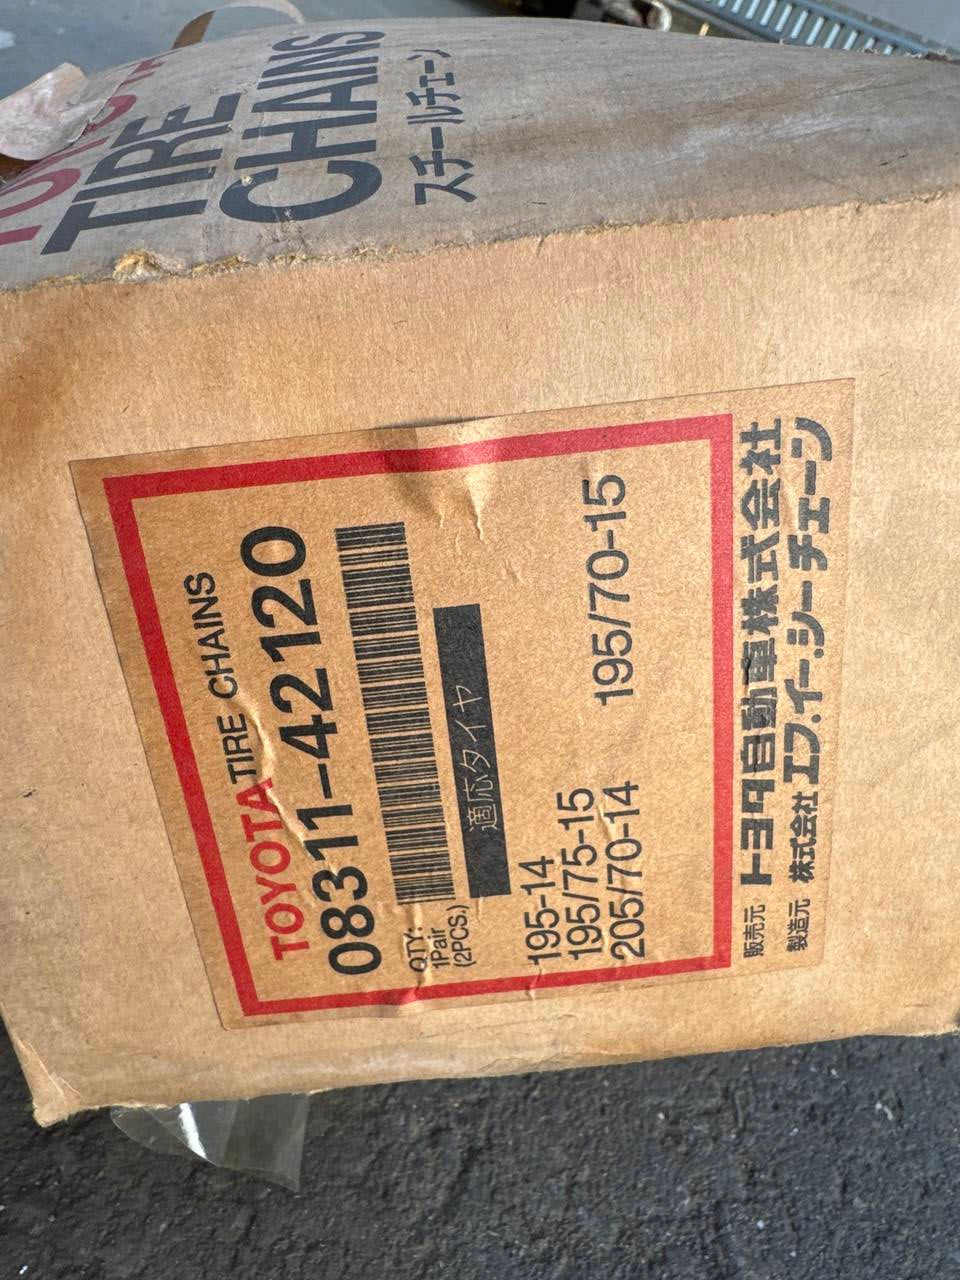 TOYOTA
TIRE
CHAINS
スチールチェーン
TOYOTA TIRE CHAINS
08311-42120
QTY:
1Pair
(2PCS.)
適応タイヤ
195-14
195/75-15
205/70-14 195/70-15
販売元 トヨタ自動車株式会社
製造元 株式会社 エフ.イー.シーチェーン